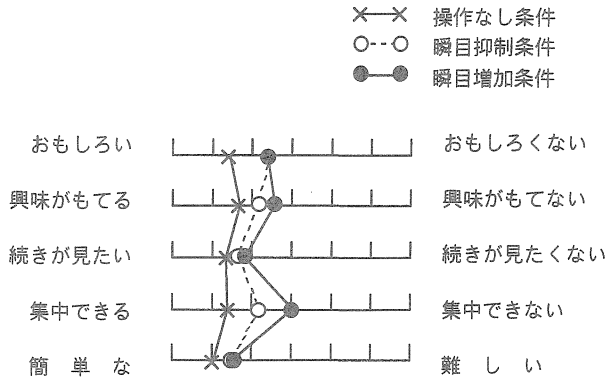 操作なし条件
瞬目抑制条件
瞬目増加条件
おもしろい おもしろくない
興味がもてる 興味がもてない
続きが見たい 続きが見たくない
集中できる 集中できない
簡 単 な 難 し い